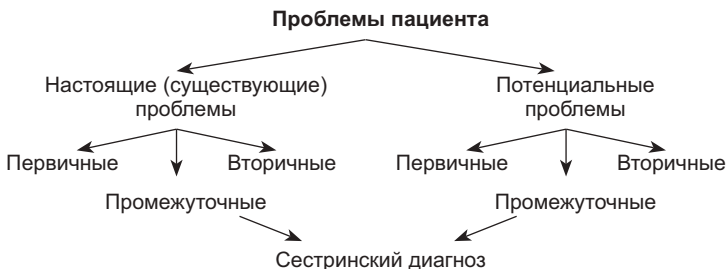 Проблемы пациента
Настоящие (существующие)
проблемы
Потенциальные
проблемы
Первичные Вторичные Первичные Вторичные
Промежуточные Промежуточные
Сестринский диагноз